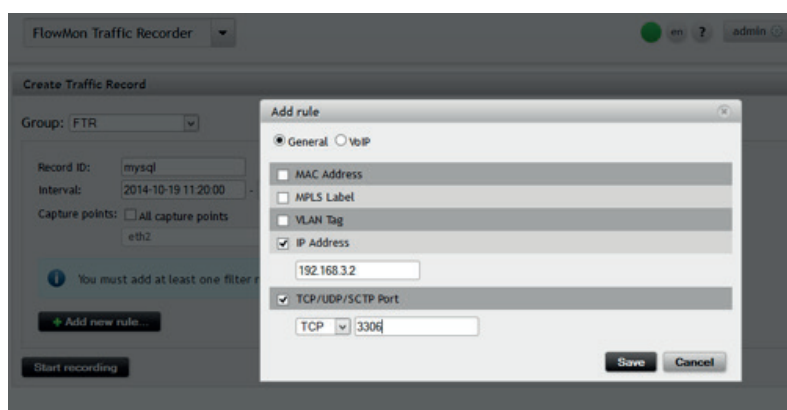 FlowMon Traffic Recorder
en ? admin
Create Traffic Record
Group: FTR
Record ID: mysql
Interval: 2014-10-19 11:20:00 -
Capture points: All capture points
eth2
You must add at least one filter r
+ Add new rule...
Start recording
Add rule
General VoIP
MAC Address
MPLS Label
VLAN Tag
IP Address
192.168.3.2
TCP/UDP/SCTP Port
TCP 3306
Save Cancel